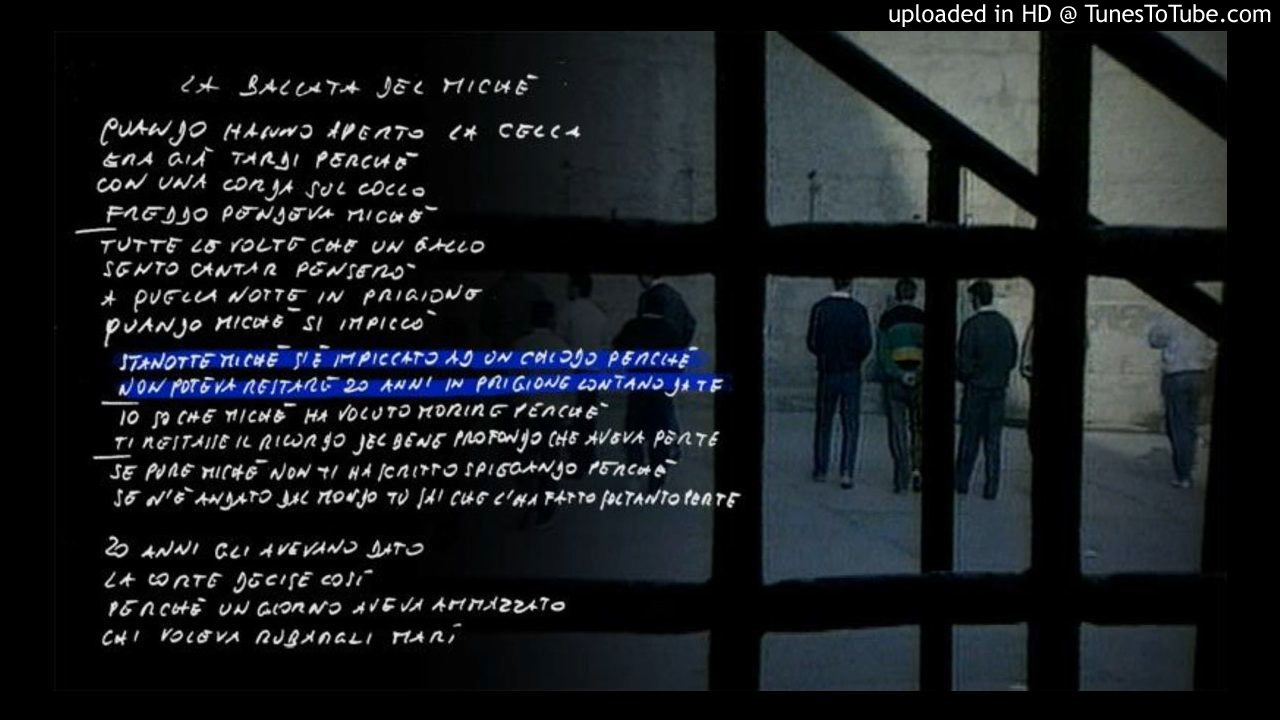 uploaded in HD @ TunesToTube.com
LA BALLATA DEL MICHÈ
QUANDO HANNO APERTO LA CELLA
ERA GIÀ TARDI PERCHÈ
CON UNA CORDA SUL COLLO
FREDDO PENDEVA MICHÈ
TUTTE LE VOLTE CHE UN GALLO
SENTO CANTAR PENSERÒ
A QUELLA NOTTE IN PRIGIONE
QUANDO MICHÈ SI IMPICCÒ
STANOTTE MICHÈ S'È IMPICCATO AD UN CHIODO PERCHÈ
NON POTEVA RESTARE 20 ANNI IN PRIGIONE LONTANO DA TE
IO SO CHE MICHÈ HA VOLUTO MORIRE PERCHÈ
TI RESTASSE IL RICORDO DEL BENE PROFONDO CHE AVEVA PER TE
SE PURE MICHÈ NON TI HA SCRITTO SPIEGANDO PERCHÈ
SE N'È ANDATO DAL MONDO TU SAI CHE L'HA FATTO SOLTANTO PER TE
20 ANNI GLI AVEVANO DATO
LA CORTE DECISE COSÌ
PERCHÈ UN GIORNO AVEVA AMMAZZATO
CHI VOLEVA RUBARGLI MARÌ